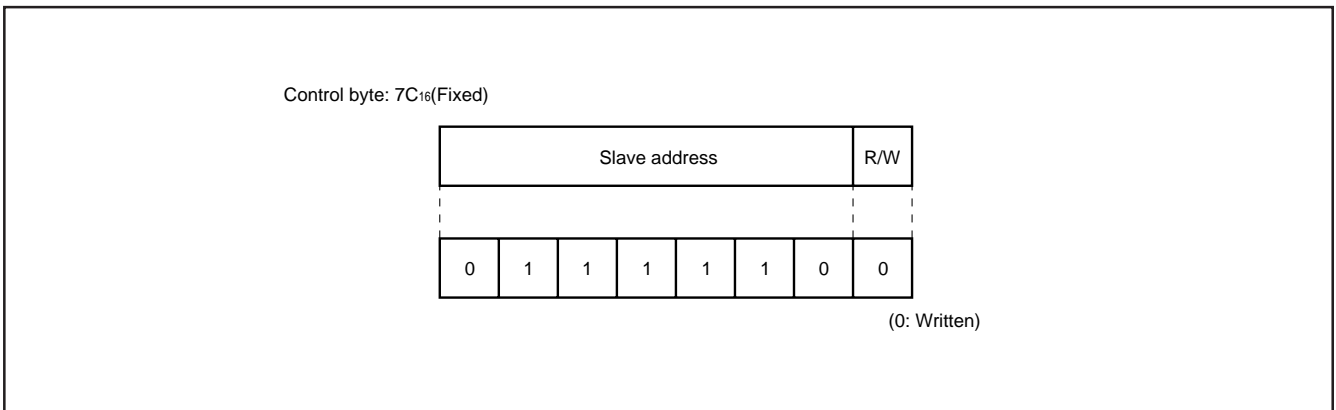 Control byte: 7C16(Fixed)
Slave address R/W
0 1 1 1 1 1 0 0
(0: Written)